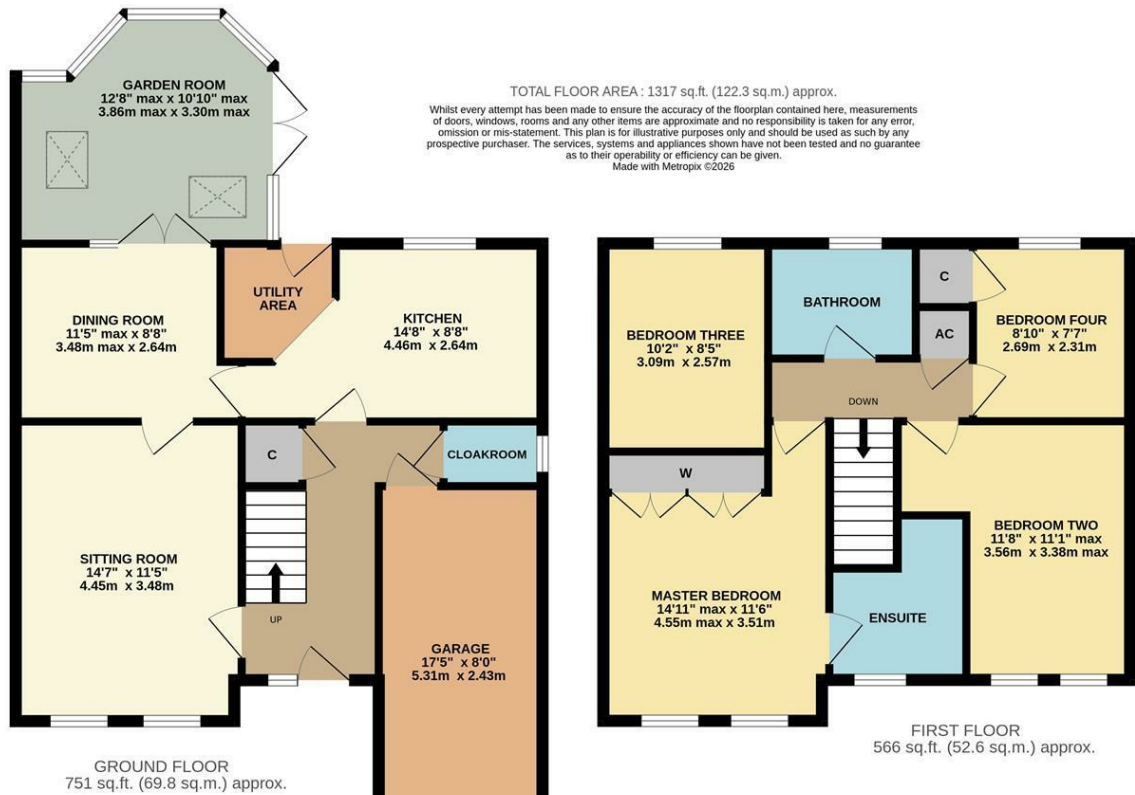 GARDEN ROOM
12'8" max x 10'10" max
3.86m max x 3.30m max
TOTAL FLOOR AREA : 1317 sq.ft. (122.3 sq.m.) approx.
Whilst every attempt has been made to ensure the accuracy of the floorplan contained here, measurements
of doors, windows, rooms and any other items are approximate and no responsibility is taken for any error,
omission or mis-statement. This plan is for illustrative purposes only and should be used as such by any
prospective purchaser. The services, systems and appliances shown have not been tested and no guarantee
as to their operability or efficiency can be given.
Made with Metropix ©2026
UTILITY
AREA
DINING ROOM
11'5" max x 8'8"
3.48m max x 2.64m
KITCHEN
14'8" x 8'8"
4.46m x 2.64m
C
CLOAKROOM
SITTING ROOM
14'7" x 11'5"
4.45m x 3.48m
UP
GARAGE
17'5" x 8'0"
5.31m x 2.43m
GROUND FLOOR
751 sq.ft. (69.8 sq.m.) approx.
BEDROOM THREE
10'2" x 8'5"
3.09m x 2.57m
BATHROOM
C
AC
BEDROOM FOUR
8'10" x 7'7"
2.69m x 2.31m
DOWN
W
MASTER BEDROOM
14'11" max x 11'6"
4.55m max x 3.51m
ENSUITE
BEDROOM TWO
11'8" x 11'1" max
3.56m x 3.38m max
FIRST FLOOR
566 sq.ft. (52.6 sq.m.) approx.